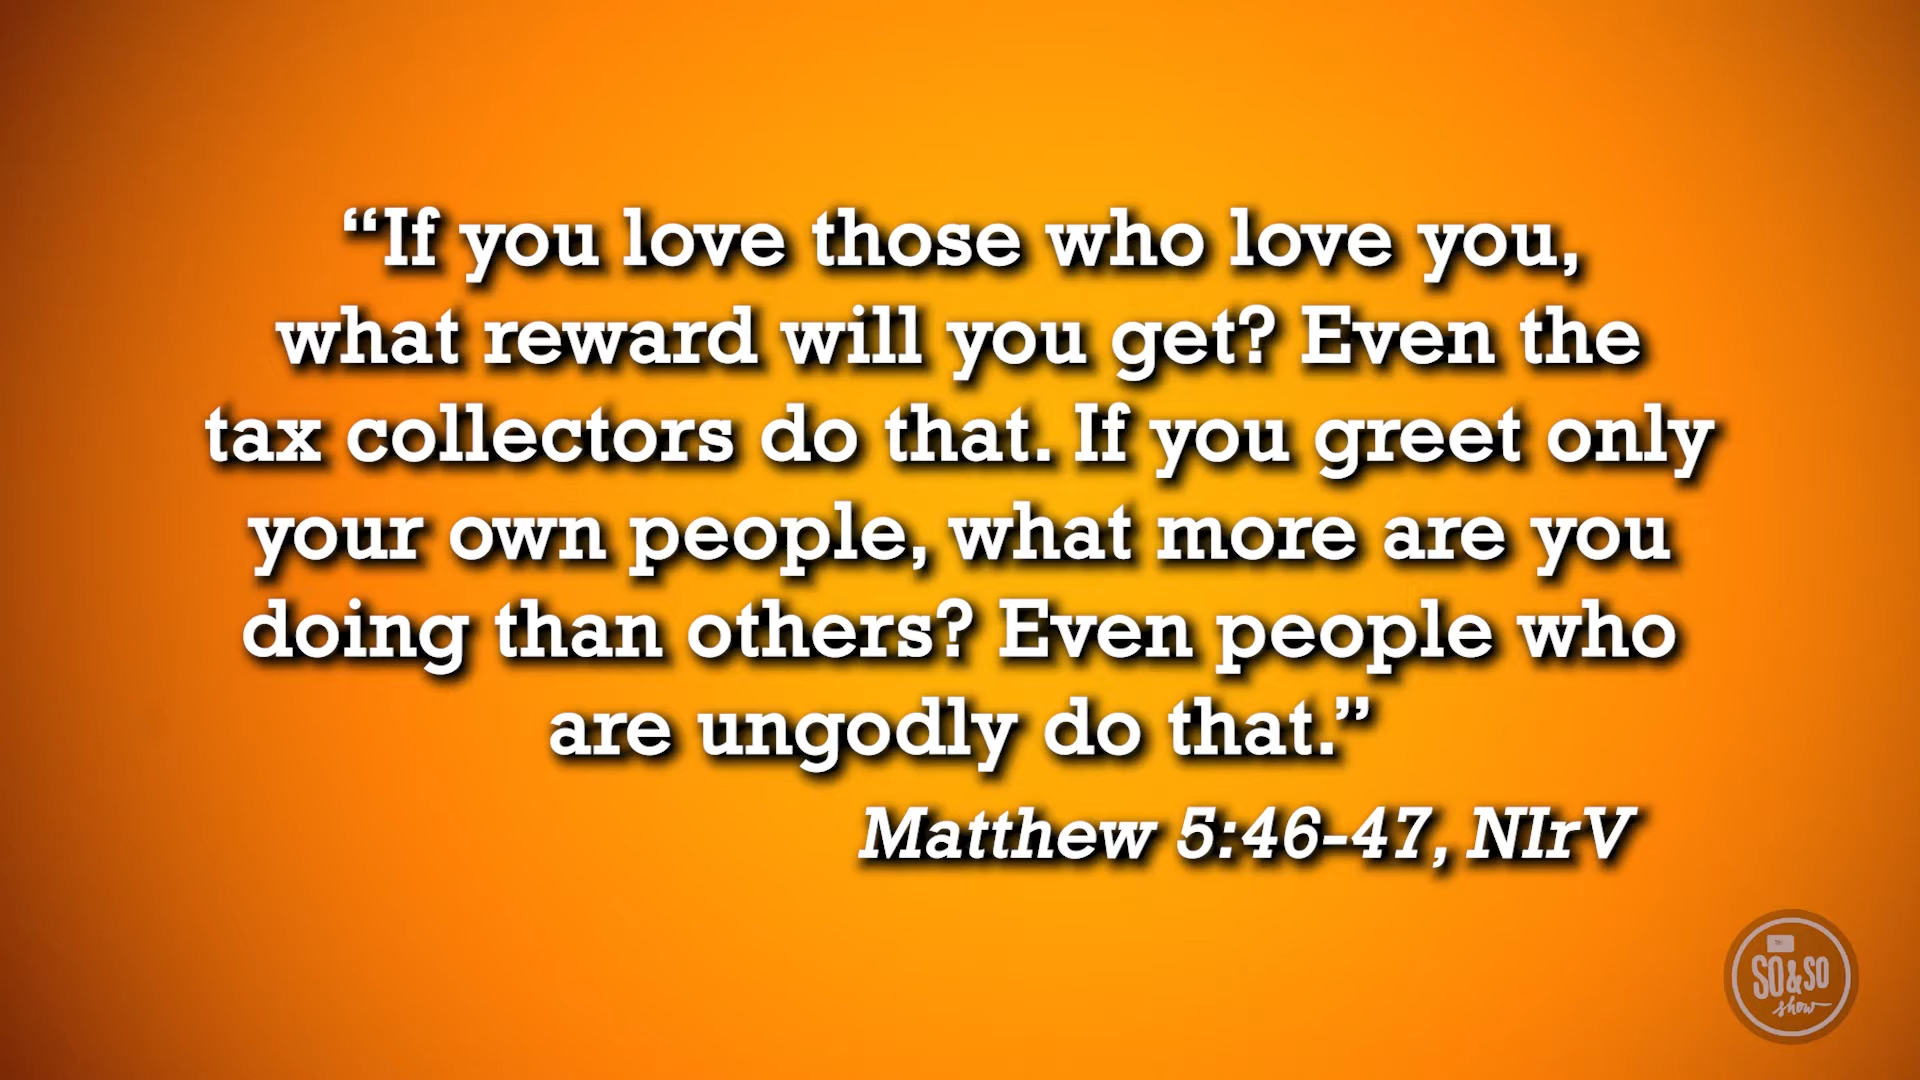 “If you love those who love you,
what reward will you get? Even the
tax collectors do that. If you greet only
your own people, what more are you
doing than others? Even people who
are ungodly do that.”
Matthew 5:46-47, NIrV
SO&SO
show